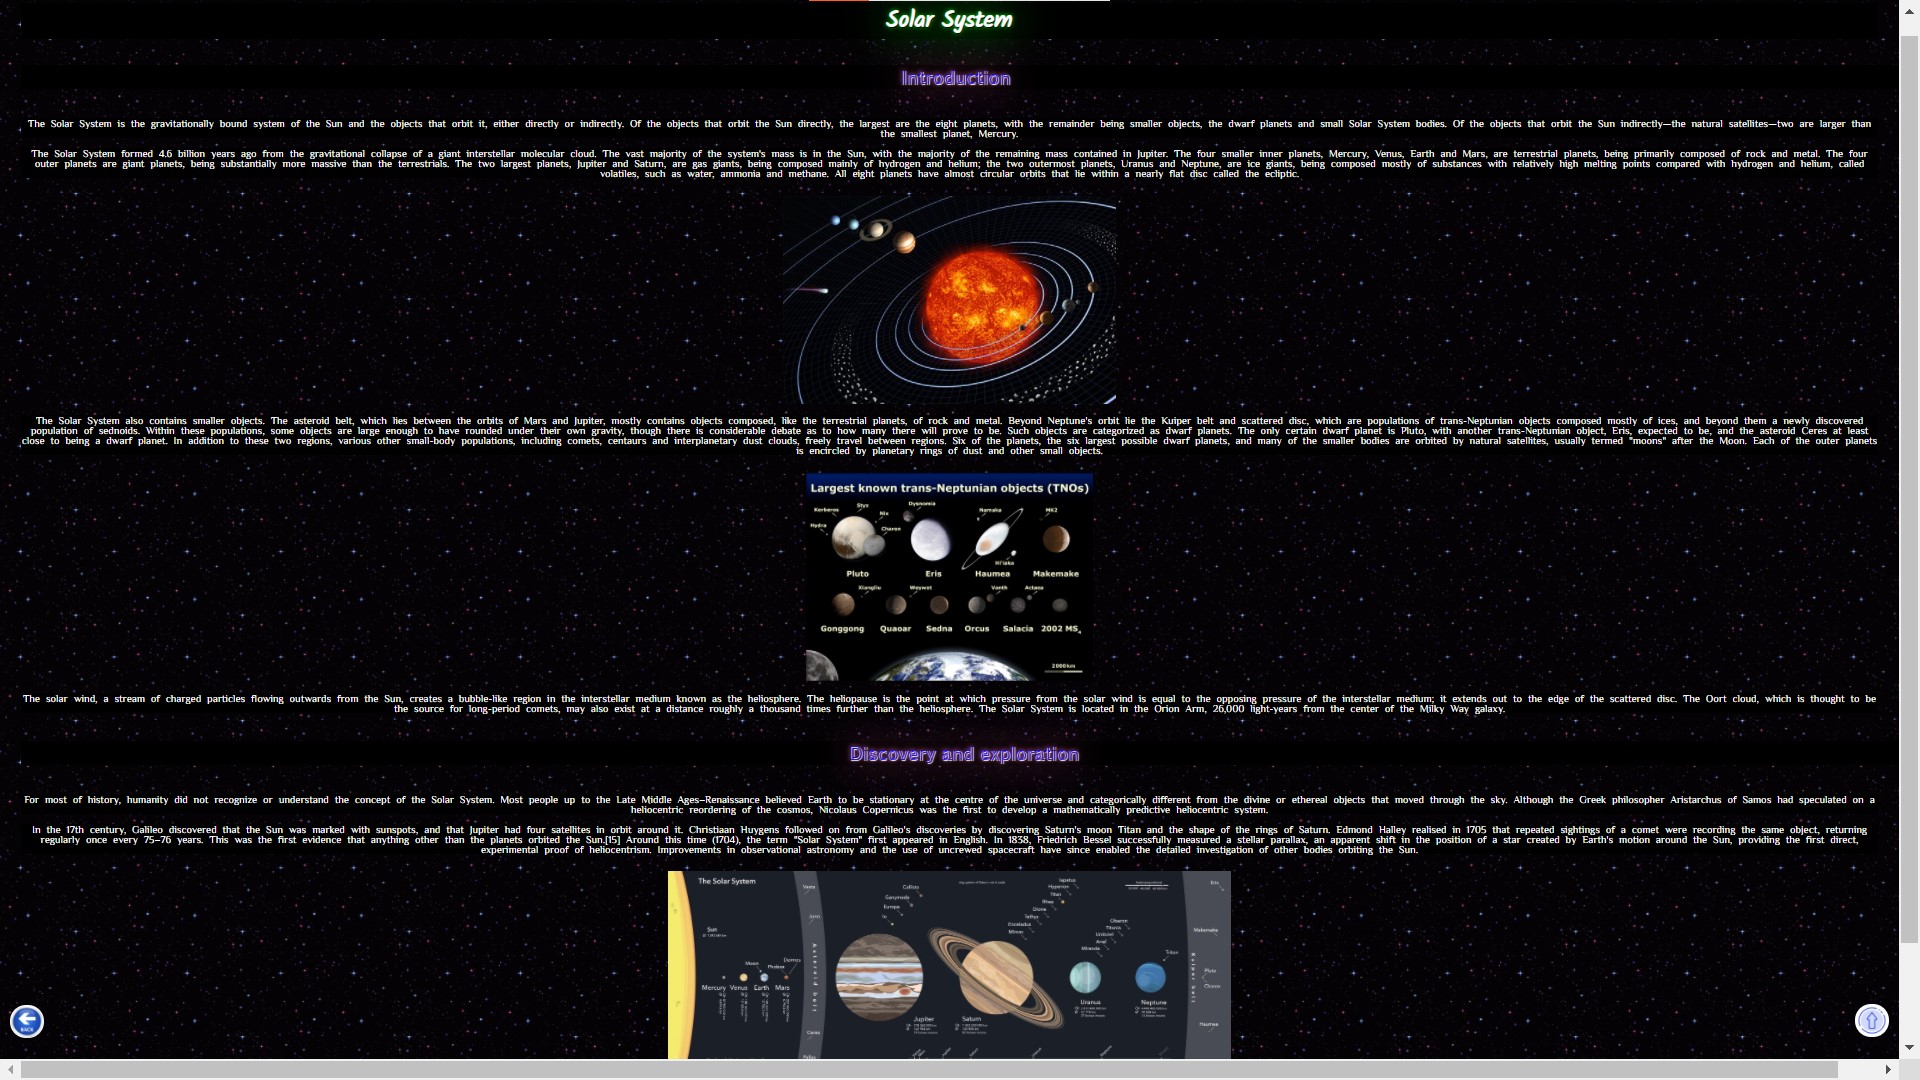 Solar System
Introduction
The Solar System is the gravitationally bound system of the Sun and the objects that orbit it, either directly or indirectly. Of the objects that orbit the Sun directly, the largest are the eight planets, with the remainder being smaller objects, the dwarf planets and small Solar System bodies. Of the objects that orbit the Sun indirectly—the natural satellites—two are larger than
the smallest planet, Mercury.
The Solar System formed 4.6 billion years ago from the gravitational collapse of a giant interstellar molecular cloud. The vast majority of the system's mass is in the Sun, with the majority of the remaining mass contained in Jupiter. The four smaller inner planets, Mercury, Venus, Earth and Mars, are terrestrial planets, being primarily composed of rock and metal. The four
outer planets are giant planets, being substantially more massive than the terrestrials. The two largest planets, Jupiter and Saturn, are gas giants, being composed mainly of hydrogen and helium; the two outermost planets, Uranus and Neptune, are ice giants, being composed mostly of substances with relatively high melting points compared with hydrogen and helium, called
volatiles, such as water, ammonia and methane. All eight planets have almost circular orbits that lie within a nearly flat disc called the ecliptic.
The Solar System also contains smaller objects. The asteroid belt, which lies between the orbits of Mars and Jupiter, mostly contains objects composed, like the terrestrial planets, of rock and metal. Beyond Neptune's orbit lie the Kuiper belt and scattered disc, which are populations of trans-Neptunian objects composed mostly of ices, and beyond them a newly discovered
population of sednoids. Within these populations, some objects are large enough to have rounded under their own gravity, though there is considerable debate as to how many there will prove to be. Such objects are categorized as dwarf planets. The only certain dwarf planet is Pluto, with another trans-Neptunian object, Eris, expected to be, and the asteroid Ceres at least
close to being a dwarf planet. In addition to these two regions, various other small-body populations, including comets, centaurs and interplanetary dust clouds, freely travel between regions. Six of the planets, the six largest possible dwarf planets, and many of the smaller bodies are orbited by natural satellites, usually termed "moons" after the Moon. Each of the outer planets
is encircled by planetary rings of dust and other small objects.
Largest known trans-Neptunian objects (TNOs)
Kerberos Styx Nix Dysnomia Namaka MK2
Hydra Charon
Hi'iaka
Pluto Eris Haumea Makemake
Xiangliu Weywot Vanth Actaea
Gonggong Quaoar Sedna Orcus Salacia 2002 MS4
2000 km
The solar wind, a stream of charged particles flowing outwards from the Sun, creates a bubble-like region in the interstellar medium known as the heliosphere. The heliopause is the point at which pressure from the solar wind is equal to the opposing pressure of the interstellar medium; it extends out to the edge of the scattered disc. The Oort cloud, which is thought to be
the source for long-period comets, may also exist at a distance roughly a thousand times further than the heliosphere. The Solar System is located in the Orion Arm, 26,000 light-years from the center of the Milky Way galaxy.
Discovery and exploration
For most of history, humanity did not recognize or understand the concept of the Solar System. Most people up to the Late Middle Ages–Renaissance believed Earth to be stationary at the centre of the universe and categorically different from the divine or ethereal objects that moved through the sky. Although the Greek philosopher Aristarchus of Samos had speculated on a
heliocentric reordering of the cosmos, Nicolaus Copernicus was the first to develop a mathematically predictive heliocentric system.
In the 17th century, Galileo discovered that the Sun was marked with sunspots, and that Jupiter had four satellites in orbit around it. Christiaan Huygens followed on from Galileo's discoveries by discovering Saturn's moon Titan and the shape of the rings of Saturn. Edmond Halley realised in 1705 that repeated sightings of a comet were recording the same object, returning
regularly once every 75–76 years. This was the first evidence that anything other than the planets orbited the Sun.[15] Around this time (1704), the term "Solar System" first appeared in English. In 1838, Friedrich Bessel successfully measured a stellar parallax, an apparent shift in the position of a star created by Earth's motion around the Sun, providing the first direct,
experimental proof of heliocentrism. Improvements in observational astronomy and the use of uncrewed spacecraft have since enabled the detailed investigation of other bodies orbiting the Sun.
The Solar System
Vesta
Juno
Callisto
Ganymede
Europa
Io
Iapetus
Hyperion
Titan
Rhea
Dione
Tethys
Enceladus
Mimas
Oberon
Titania
Umbriel
Ariel
Miranda
Triton
Eris
Makemake
Sun
Moon Phobos Deimos
Mercury Venus Earth Mars
Asteroid belt
Kuiper belt
Pluto
Charon
Uranus Neptune
Jupiter Saturn
Haumea
Ceres
Pallas
BACK